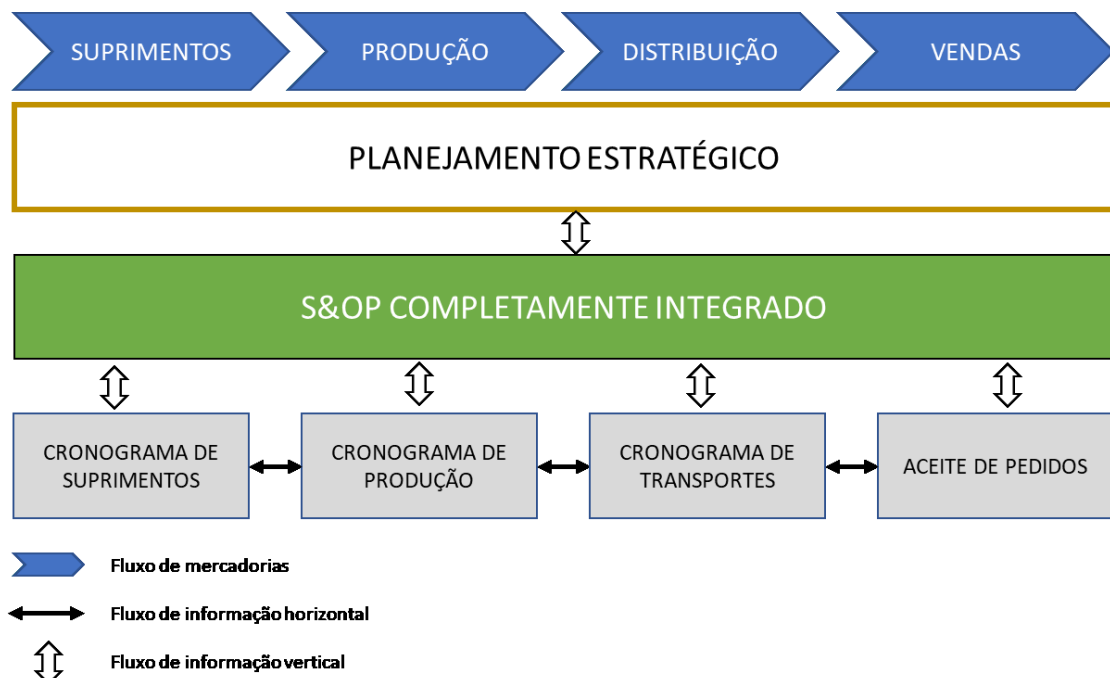 SUPRIMENTOS
PRODUÇÃO
DISTRIBUIÇÃO
VENDAS
PLANEJAMENTO ESTRATÉGICO
S&OP COMPLETAMENTE INTEGRADO
CRONOGRAMA DE
SUPRIMENTOS
CRONOGRAMA DE
PRODUÇÃO
CRONOGRAMA DE
TRANSPORTES
ACEITE DE PEDIDOS
Fluxo de mercadorias
Fluxo de informação horizontal
Fluxo de informação vertical